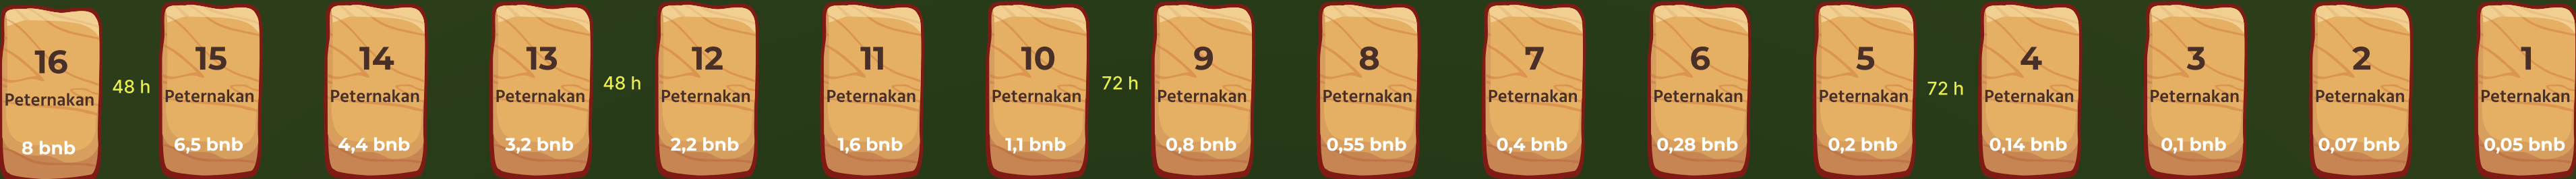 16
Peternakan
8 bnb
48 h
15
Peternakan
6,5 bnb
14
Peternakan
4,4 bnb
13
Peternakan
3,2 bnb
48 h
12
Peternakan
2,2 bnb
11
Peternakan
1,6 bnb
10
Peternakan
1,1 bnb
72 h
9
Peternakan
0,8 bnb
8
Peternakan
0,55 bnb
7
Peternakan
0,4 bnb
6
Peternakan
0,28 bnb
5
Peternakan
0,2 bnb
72 h
4
Peternakan
0,14 bnb
3
Peternakan
0,1 bnb
2
Peternakan
0,07 bnb
1
Peternakan
0,05 bnb